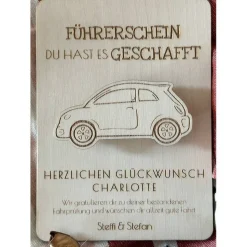 FÜHRERSCHEIN
DU HAST ES GESCHAFFT
HERZLICHEN GLÜCKWUNSCH
CHARLOTTE
Wir gratulieren dir zu deiner bestandenen
Fahrprüfung und wünschen dir allzeit gute Fahrt
Steffi & Stefan